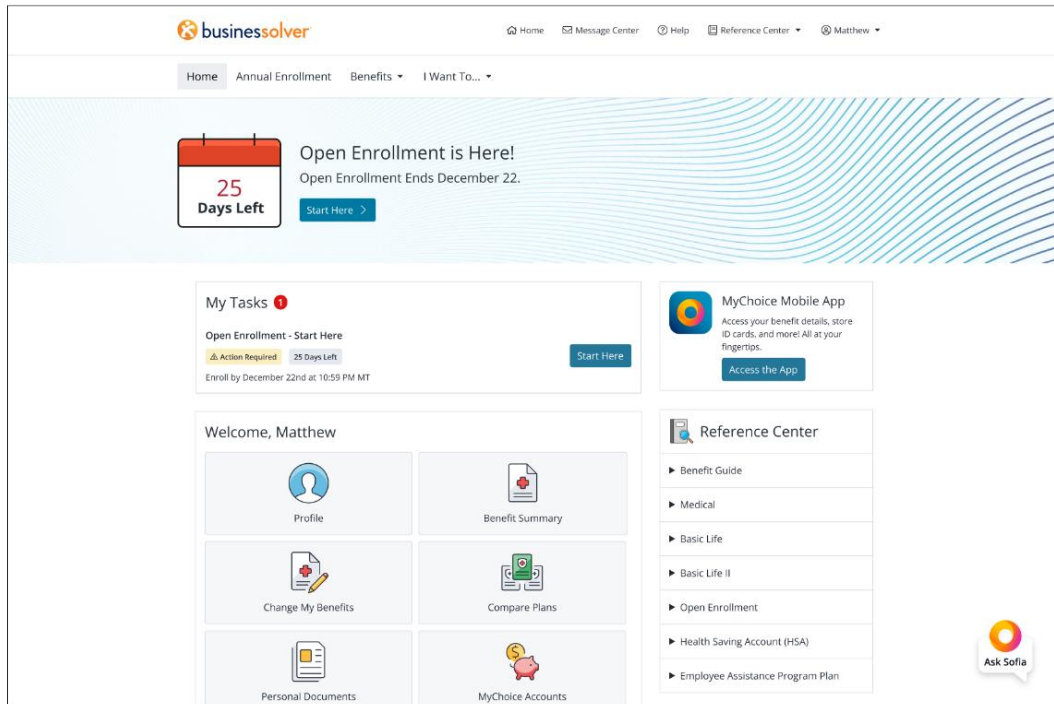 businessolver
Home
Message Center
Help
Reference Center
Matthew
Home
Annual Enrollment
Benefits
I Want To...
25
Days Left
Open Enrollment is Here!
Open Enrollment Ends December 22.
Start Here
My Tasks 1
Open Enrollment - Start Here
Action Required
25 Days Left
Enroll by December 22nd at 10:59 PM MT
Start Here
MyChoice Mobile App
Access your benefit details, store
ID cards, and more! All at your
fingertips.
Access the App
Welcome, Matthew
Profile
Benefit Summary
Change My Benefits
Compare Plans
Personal Documents
MyChoice Accounts
Reference Center
Benefit Guide
Medical
Basic Life
Basic Life II
Open Enrollment
Health Saving Account (HSA)
Employee Assistance Program Plan
Ask Sofia